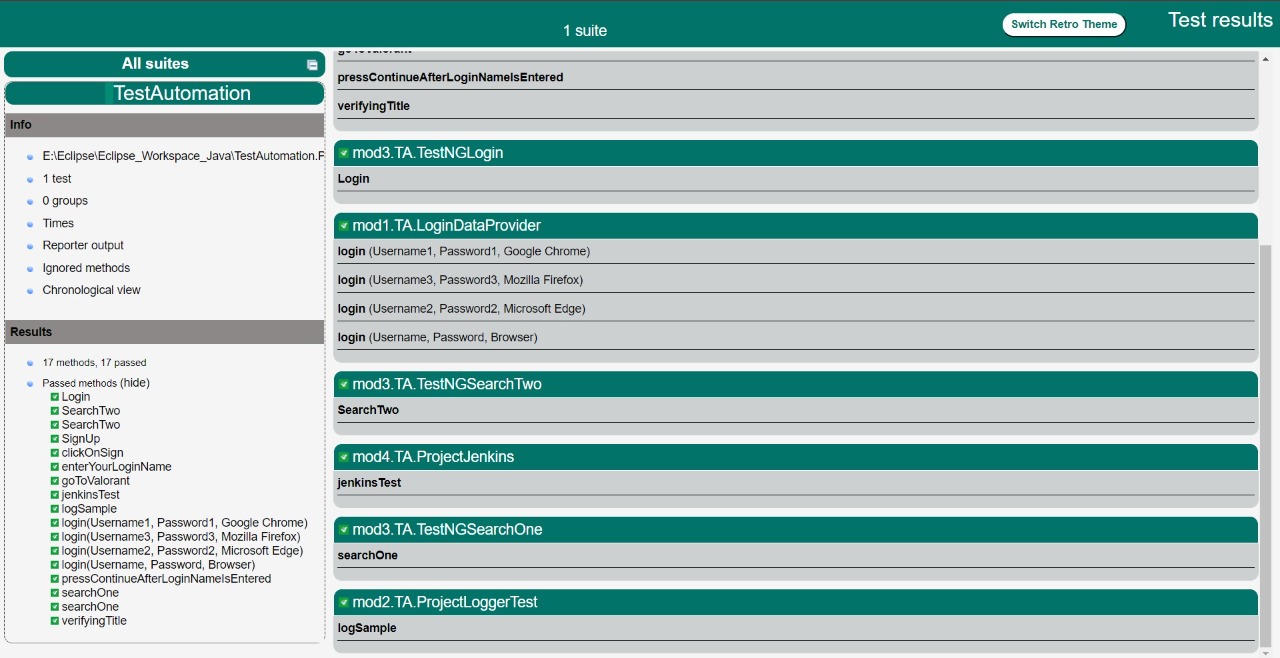 1 suite
Switch Retro Theme
Test results
All suites
TestAutomation
Info
E:\Eclipse\Eclipse_Workspace_Java\TestAutomation.P
1 test
0 groups
Times
Reporter output
Ignored methods
Chronological view
Results
17 methods, 17 passed
Passed methods (hide)
Login
SearchTwo
SearchTwo
SignUp
clickOnSign
enterYourLoginName
goToValorant
jenkinsTest
logSample
login(Username1, Password1, Google Chrome)
login(Username3, Password3, Mozilla Firefox)
login(Username2, Password2, Microsoft Edge)
login(Username, Password, Browser)
pressContinueAfterLoginNameIsEntered
searchOne
searchOne
verifyingTitle
goToValorant
pressContinueAfterLoginNameIsEntered
verifyingTitle
mod3.TA.TestNGLogin
Login
mod1.TA.LoginDataProvider
login (Username1, Password1, Google Chrome)
login (Username3, Password3, Mozilla Firefox)
login (Username2, Password2, Microsoft Edge)
login (Username, Password, Browser)
mod3.TA.TestNGSearchTwo
SearchTwo
mod4.TA.ProjectJenkins
jenkinsTest
mod3.TA.TestNGSearchOne
searchOne
mod2.TA.ProjectLoggerTest
logSample